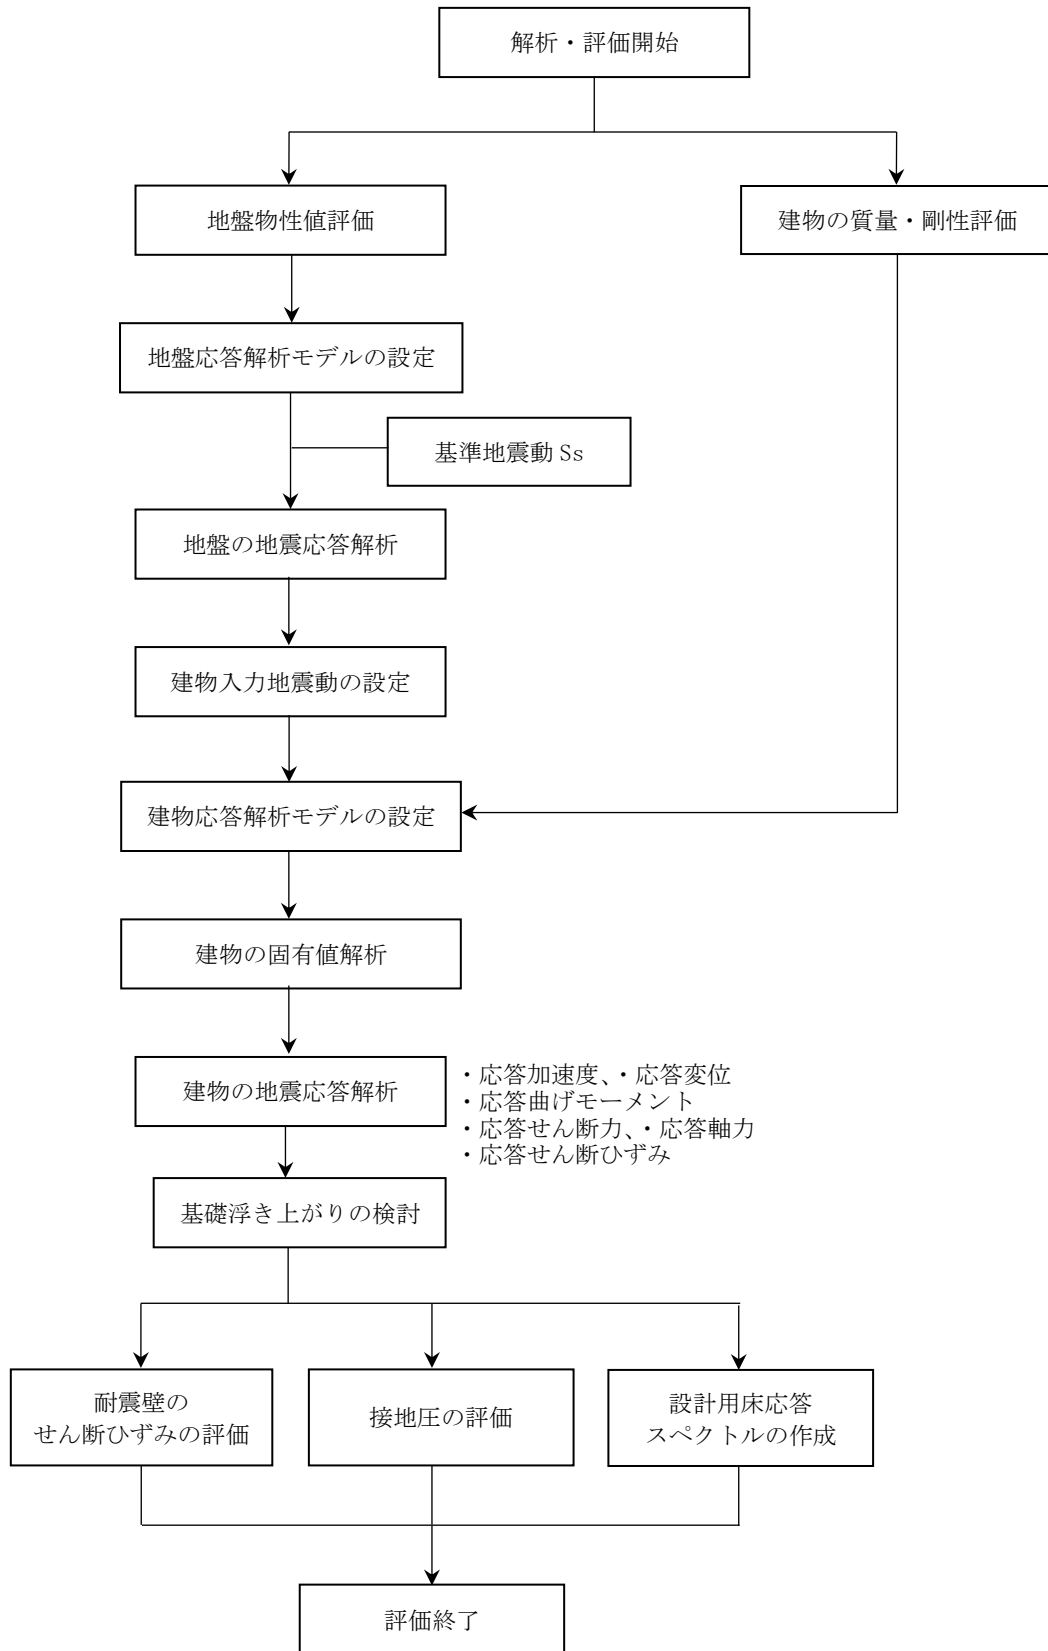 解析・評価開始
地盤物性値評価
建物の質量・剛性評価
地盤応答解析モデルの設定
基準地震動 Ss
地盤の地震応答解析
建物入力地震動の設定
建物応答解析モデルの設定
建物の固有値解析
建物の地震応答解析
・応答加速度、・応答変位
・応答曲げモーメント
・応答せん断力、・応答軸力
・応答せん断ひずみ
基礎浮き上がりの検討
耐震壁の
せん断ひずみの評価
接地圧の評価
設計用床応答
スペクトルの作成
評価終了